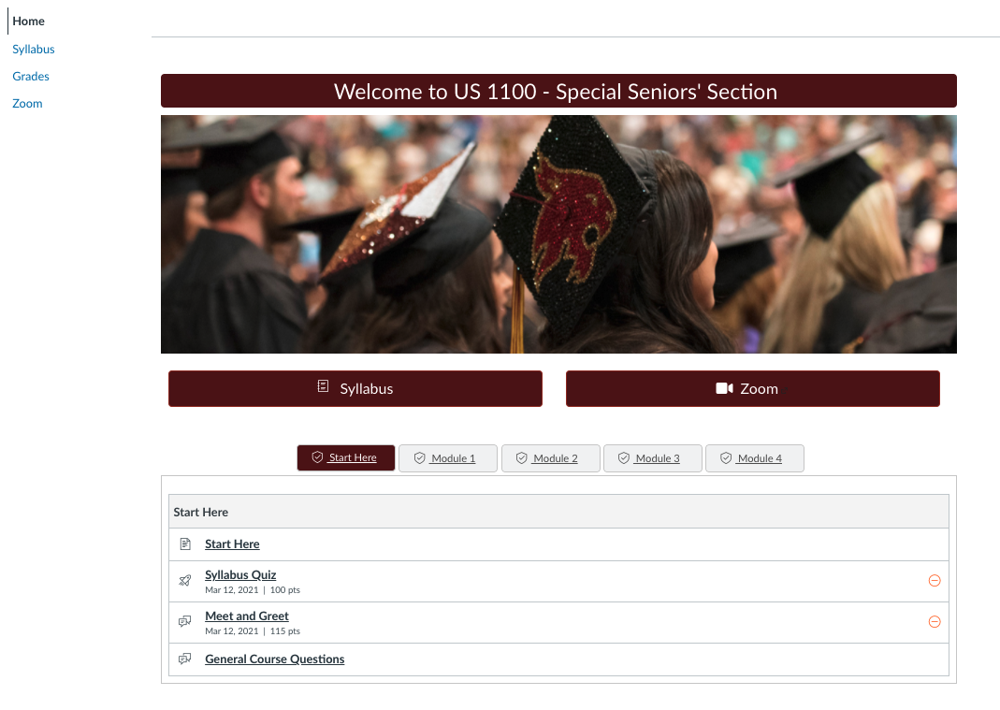 Home
Syllabus
Grades
Zoom
Welcome to US 1100 - Special Seniors' Section
Syllabus
Zoom
Start Here
Module 1
Module 2
Module 3
Module 4
Start Here
Start Here
Syllabus Quiz
Mar 12, 2021 | 100 pts
Meet and Greet
Mar 12, 2021 | 115 pts
General Course Questions